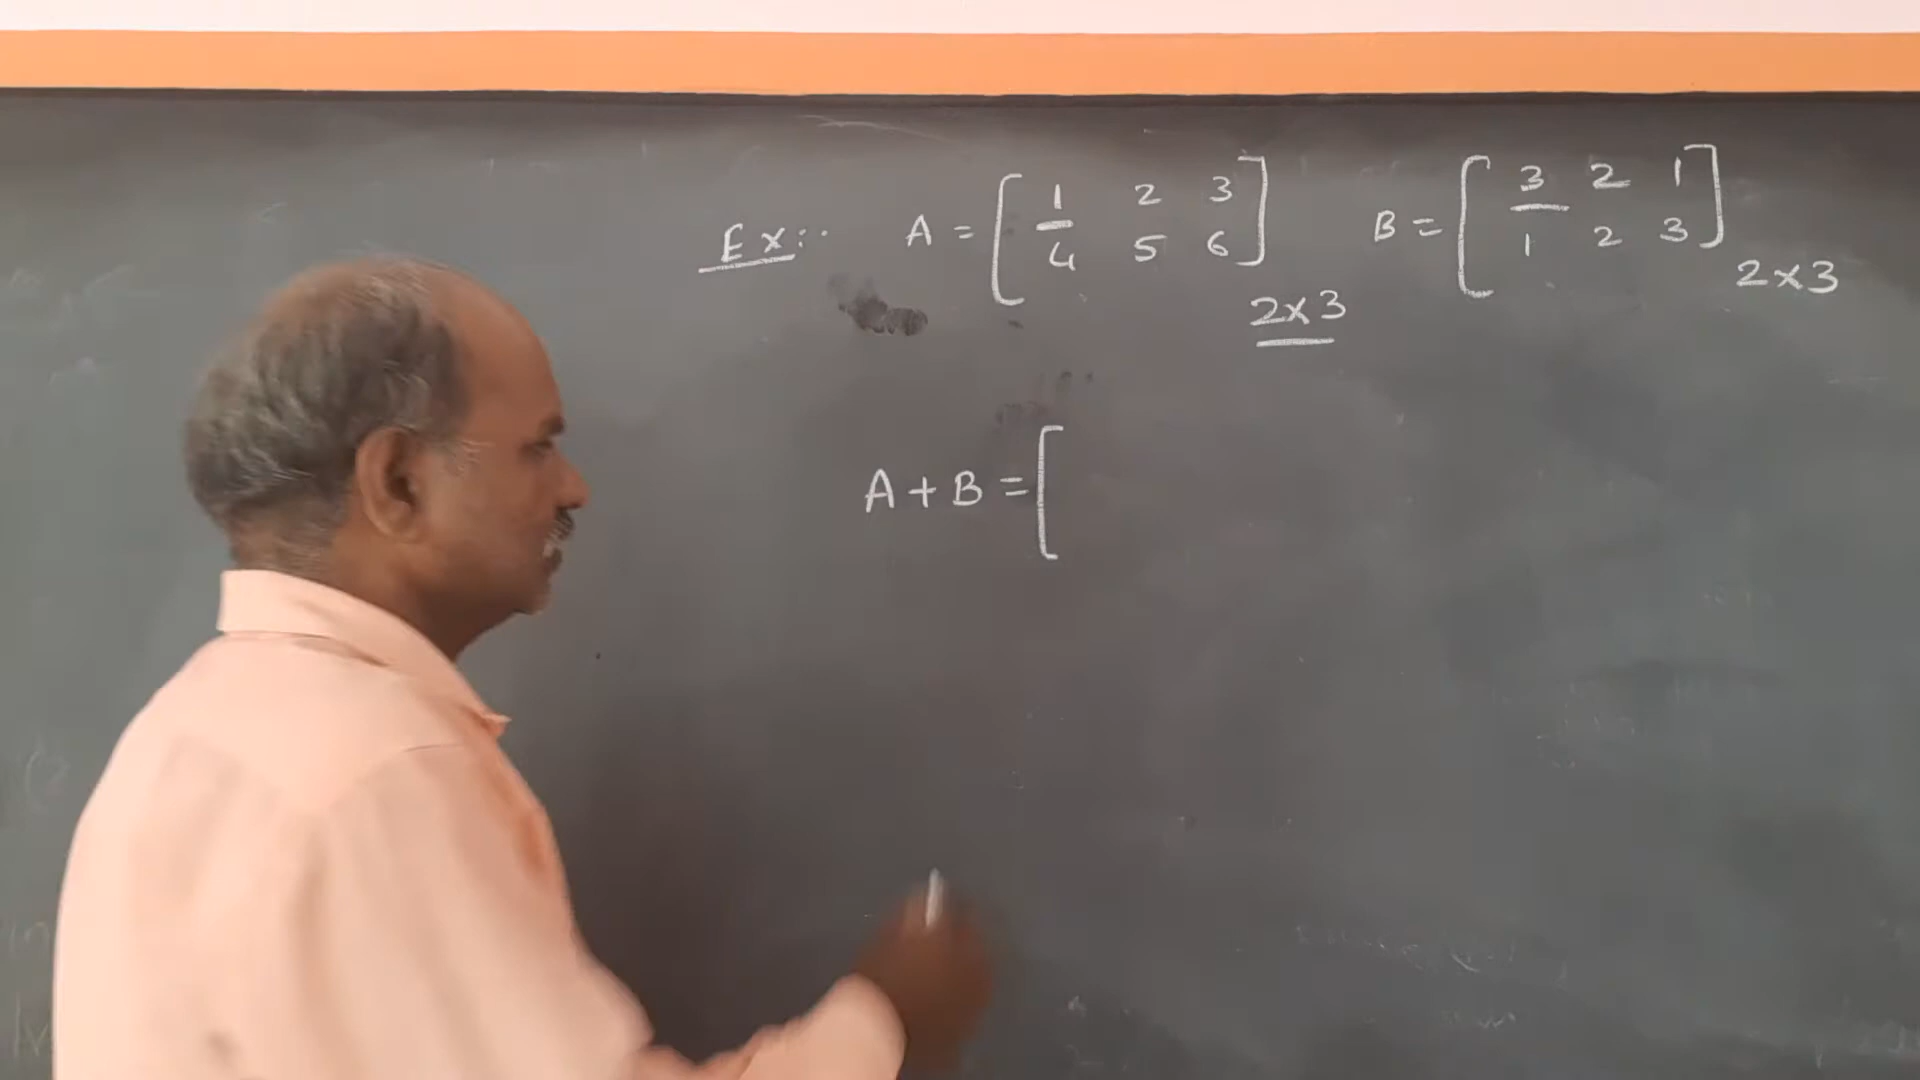 Ex:- A = [ 1 2 3 B = [ 3 2 1
4 5 6 ] 1 2 3 ]
2x3 2x3
A + B = [